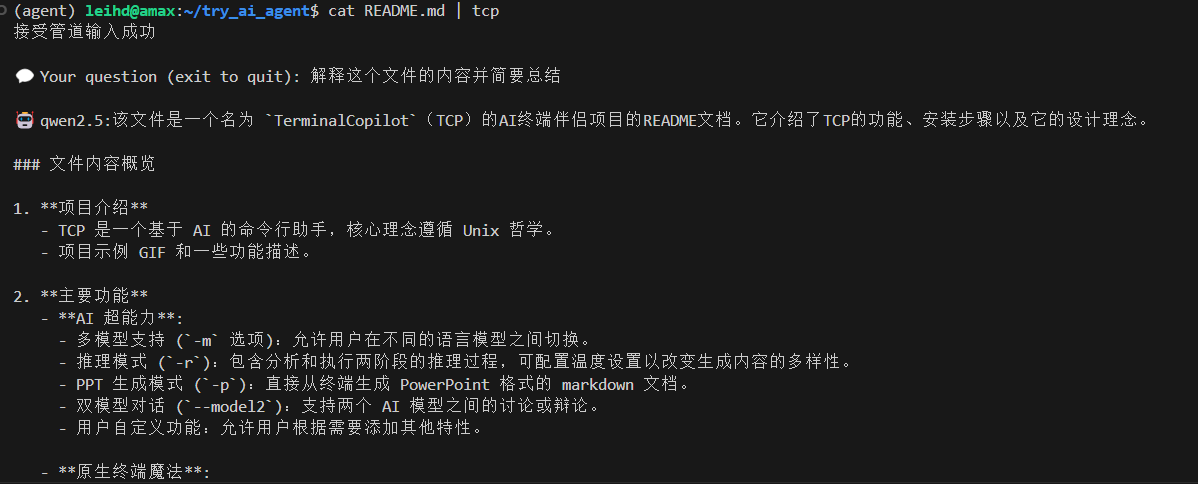 (agent) leihd@amax:~/try_ai_agent$ cat README.md | tcp
接受管道输入成功
💬 Your question (exit to quit): 解释这个文件的内容并简要总结
🤖 qwen2.5:该文件是一个名为 `TerminalCopilot`（TCP）的AI终端伴侣项目的README文档。它介绍了TCP的功能、安装步骤以及它的设计理念。
### 文件内容概览
1. **项目介绍**
   - TCP 是一个基于 AI 的命令行助手，核心理念遵循 Unix 哲学。
   - 项目示例 GIF 和一些功能描述。
2. **主要功能**
   - **AI 超能力**:
     - 多模型支持 (`-m` 选项)：允许用户在不同的语言模型之间切换。
     - 推理模式 (`-r`)：包含分析和执行两阶段的推理过程，可配置温度设置以改变生成内容的多样性。
     - PPT 生成模式 (`-p`)：直接从终端生成 PowerPoint 格式的 markdown 文档。
     - 双模型对话 (`--model2`)：支持两个 AI 模型之间的讨论或辩论。
     - 用户自定义功能：允许用户根据需要添加其他特性。
   - **原生终端魔法**: